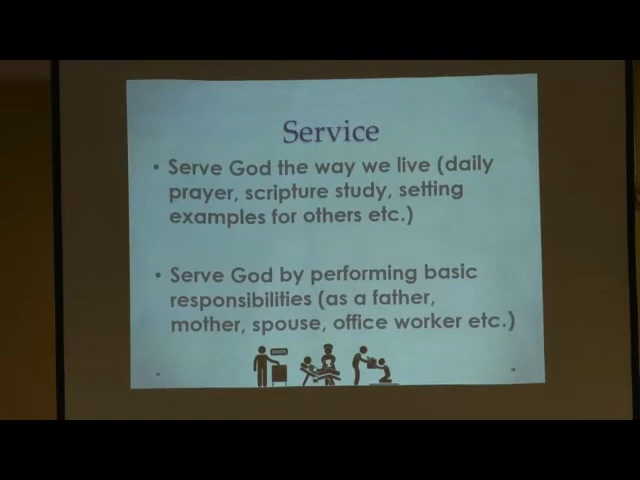 Service
• Serve God the way we live (daily
prayer, scripture study, setting
examples for others etc.)
• Serve God by performing basic
responsibilities (as a father,
mother, spouse, office worker etc.)